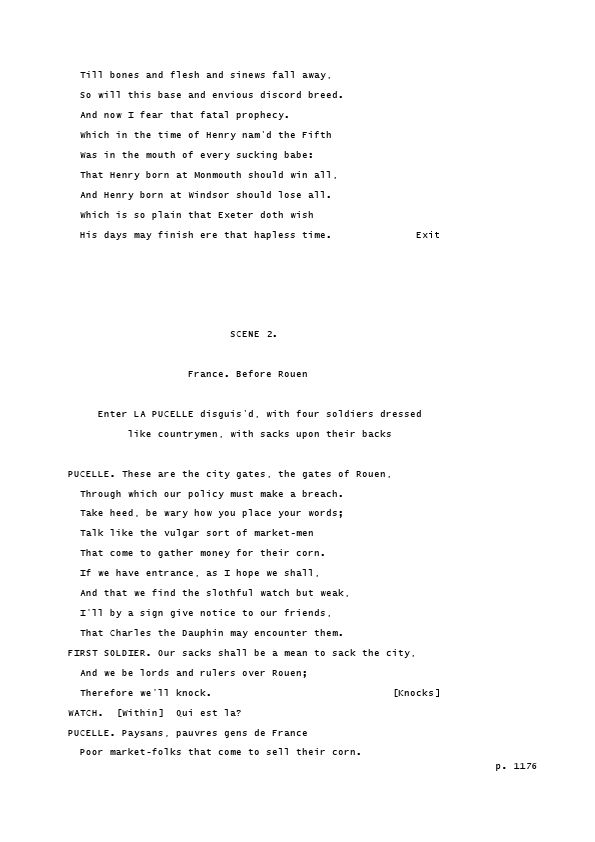 Till bones and flesh and sinews fall away,
So will this base and envious discord breed.
And now I fear that fatal prophecy.
Which in the time of Henry nam'd the Fifth
Was in the mouth of every sucking babe:
That Henry born at Monmouth should win all,
And Henry born at Windsor should lose all.
Which is so plain that Exeter doth wish
His days may finish ere that hapless time. Exit
SCENE 2.
France. Before Rouen
Enter LA PUCELLE disguis'd, with four soldiers dressed
like countrymen, with sacks upon their backs
PUCELLE. These are the city gates, the gates of Rouen,
Through which our policy must make a breach.
Take heed, be wary how you place your words;
Talk like the vulgar sort of market-men
That come to gather money for their corn.
If we have entrance, as I hope we shall,
And that we find the slothful watch but weak,
I'll by a sign give notice to our friends,
That Charles the Dauphin may encounter them.
FIRST SOLDIER. Our sacks shall be a mean to sack the city,
And we be lords and rulers over Rouen;
Therefore we'll knock. [Knocks]
WATCH. [Within] Qui est la?
PUCELLE. Paysans, pauvres gens de France
Poor market-folks that come to sell their corn.
p. 1176